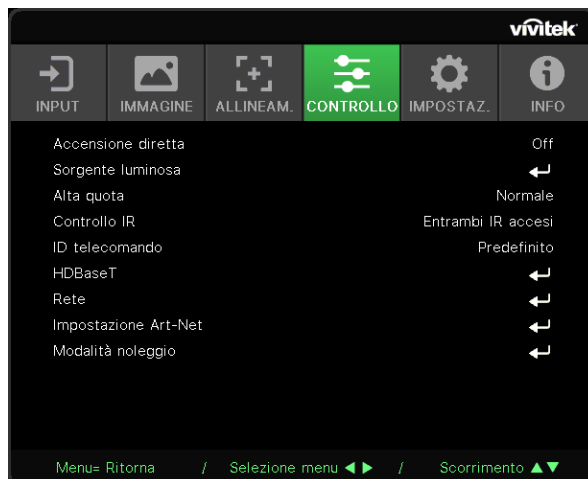 vivitek
INPUT IMMAGINE ALLINEAM. CONTROLLO IMPOSTAZ. INFO
Accensione diretta Off
Sorgente luminosa
Alta quota Normale
Controllo IR Entrambi IR accesi
ID telecomando Predefinito
HDBaseT
Rete
Impostazione Art-Net
Modalità noleggio
Menu= Ritorna / Selezione menu ◀ ▶ / Scorrimento ▲▼